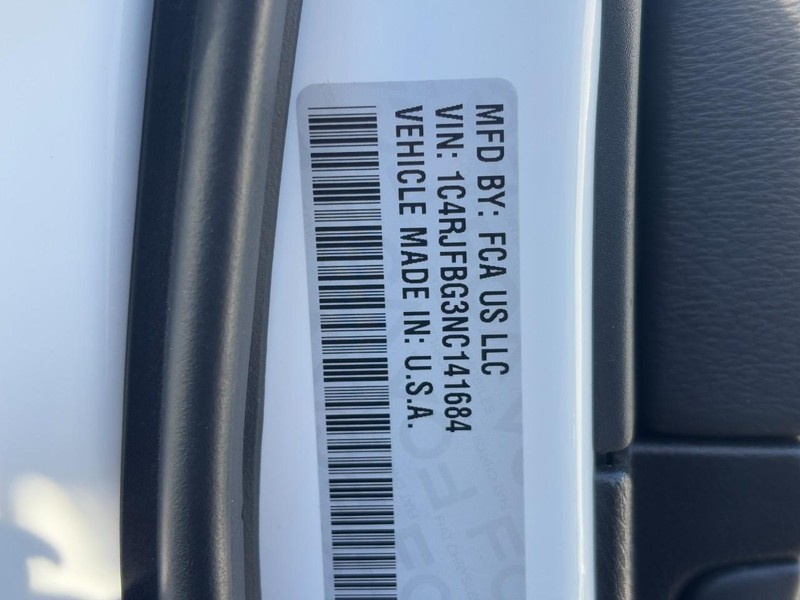 MFD BY: FCA US LLC
VIN: 1C4RJFBG3NC141684
VEHICLE MADE IN: U.S.A.